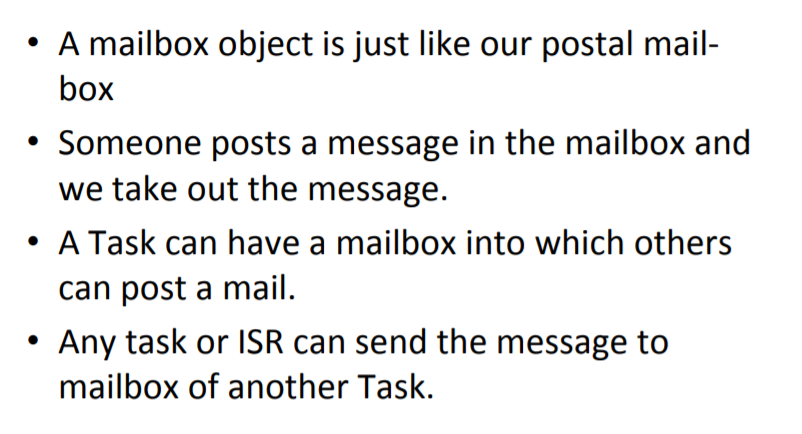 • A mailbox object is just like our postal mail-
box
• Someone posts a message in the mailbox and
we take out the message.
• A Task can have a mailbox into which others
can post a mail.
• Any task or ISR can send the message to
mailbox of another Task.